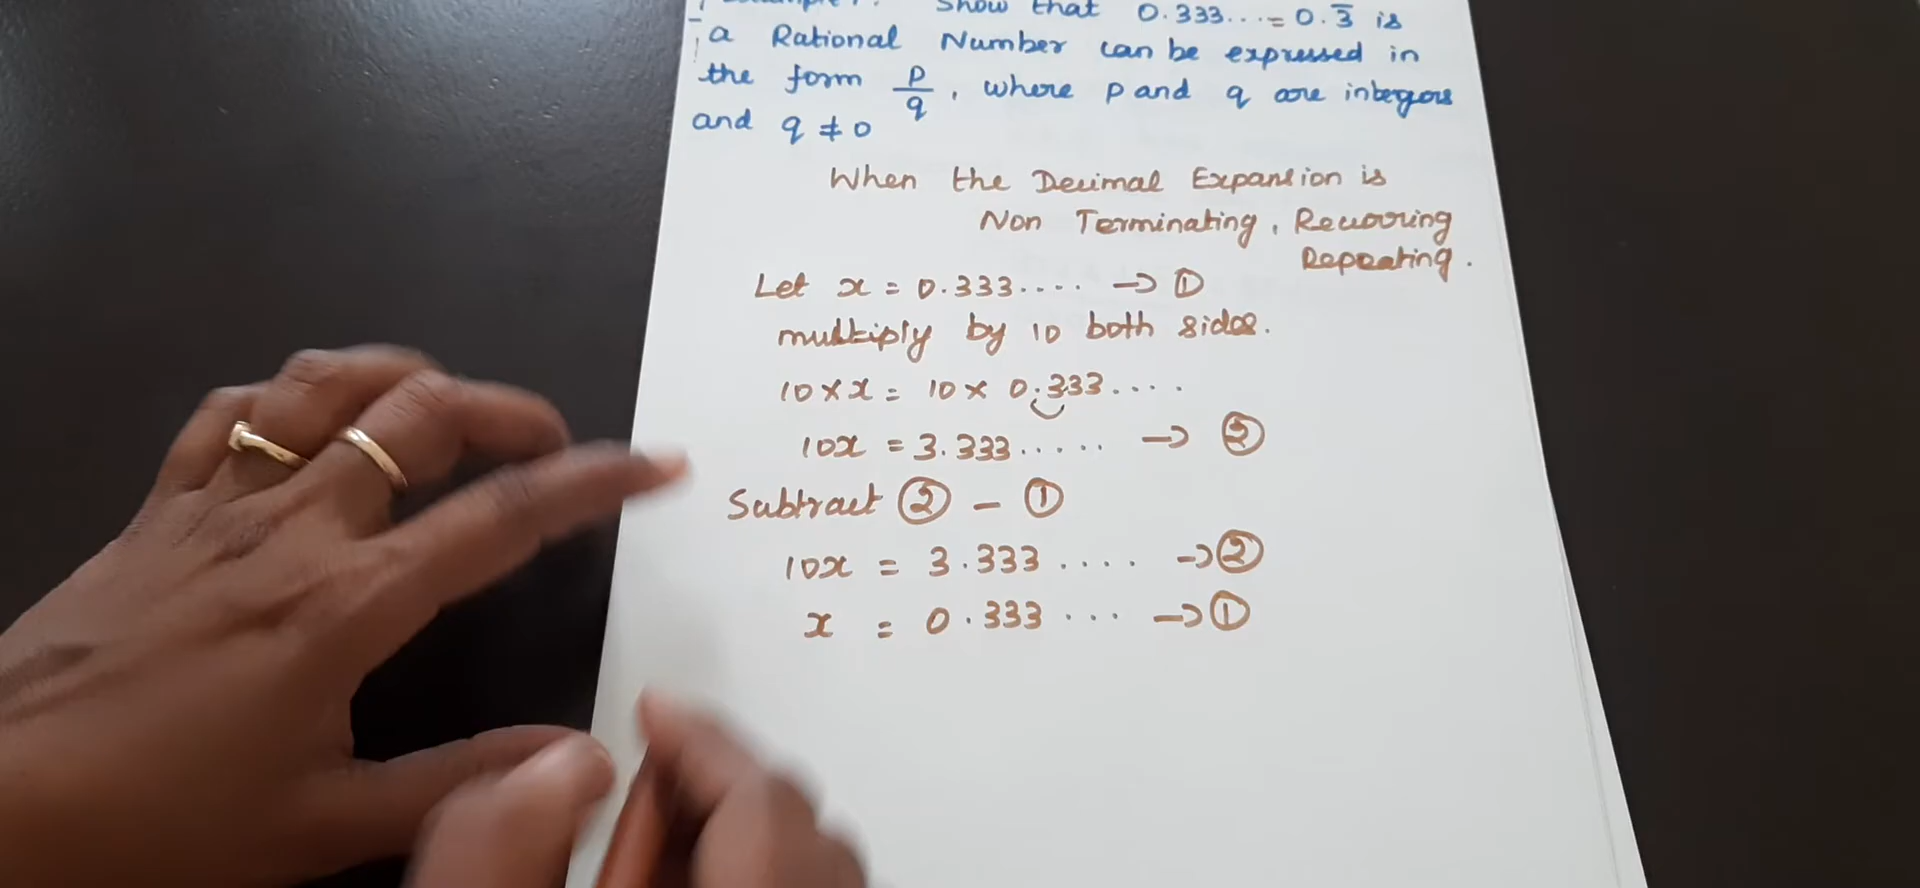 Show that 0.333...= 0.3̅ is
a Rational Number can be expressed in
the form p/q, where p and q are intergers
and q ≠ 0
When the Decimal Expansion is
Non Terminating, Recurring
Repeating.
Let x = 0.333.... → ①
multiply by 10 both sides.
10 × x = 10 × 0.333....
10x = 3.333..... → ②
Subtract ② - ①
10x = 3.333.... → ②
x = 0.333... → ①